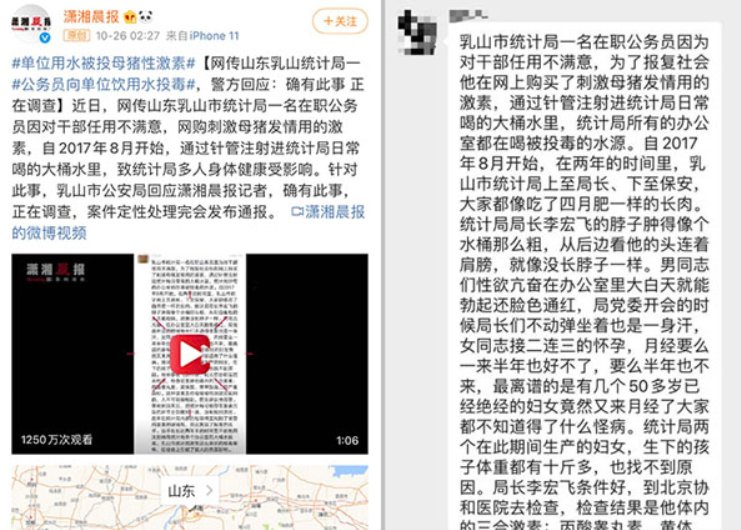 潇湘晨报
原创 10-26 02:27 来自iPhone 11
+关注
#单位用水被投母猪性激素#【网传山东乳山统计局一
#公务员向单位饮用水投毒#，警方回应：确有此事 正
在调查】近日，网传山东乳山市统计局一名在职公务
员因对干部任用不满意，网购刺激母猪发情用的激
素，自2017年8月开始，通过针管注射进统计局日常
喝的大桶水里，致统计局多人身体健康受影响。针对
此事，乳山市公安局回应潇湘晨报记者，确有此事，
正在调查，案件定性处理完会发布通报。 潇湘晨报
的微博视频
潇湘晨报
1250万次观看
1:06
山东
乳山市统计局一名在职公务员因为
对干部任用不满意，为了报复社会
他在网上购买了刺激母猪发情用的
激素，通过针管注射进统计局日常
喝的大桶水里，统计局所有的办公
室都在喝被投毒的水源。自2017
年8月开始，在两年的时间里，乳
山市统计局上至局长、下至保安，
大家都像吃了四月肥一样的长肉。
统计局局长李宏飞的脖子肿得像个
水桶那么粗，从后边看他的头连着
肩膀，就像没长脖子一样。男同志
们性欲亢奋在办公室里大白天就能
勃起还脸色通红，局党委开会的时
候局长们不动弹坐着也是一身汗，
女同志接二连三的怀孕，月经要么
一来半年也好不了，要么半年也不
来，最离谱的是有几个50多岁已
经绝经的妇女竟然又来月经了大家
都不知道得了什么怪病。统计局两
个在此期间生产的妇女，生下的孩
子体重都有十斤多，也找不到原
因。局长李宏飞条件好，到北京协
和医院去检查，检查结果是他体内
的三合激素：丙酸睾丸素、黄体